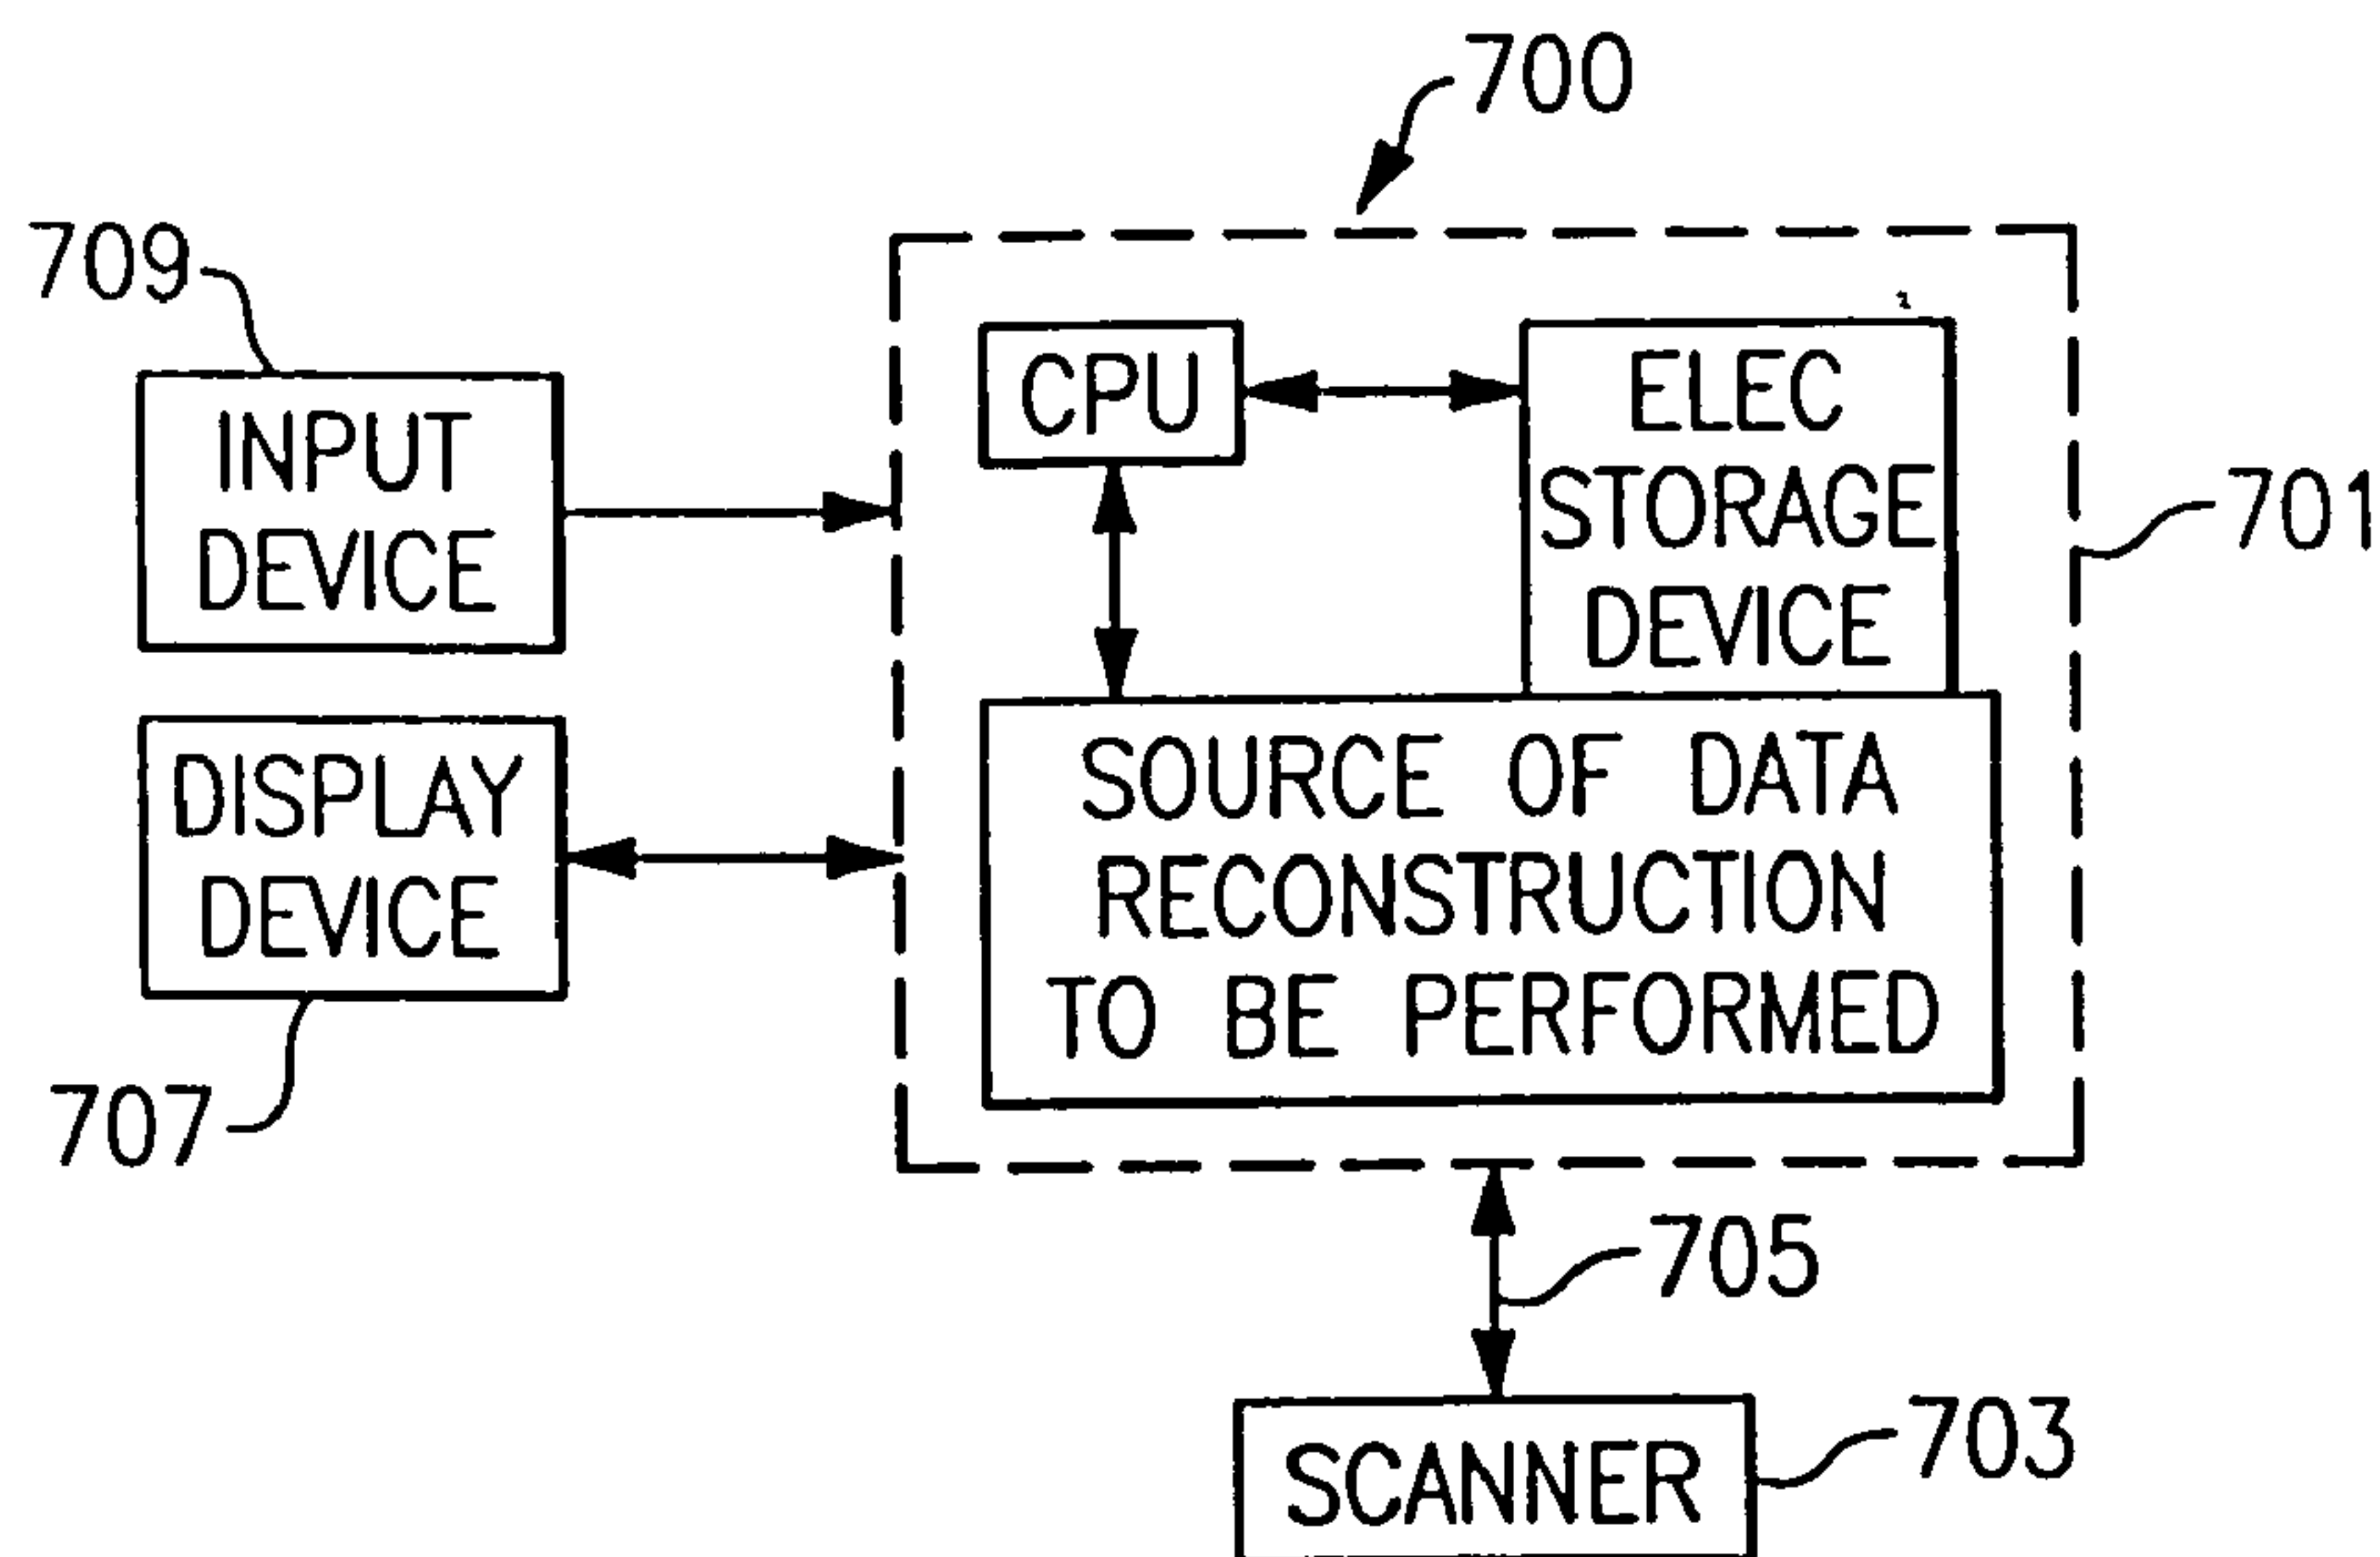 700
709
INPUT
DEVICE
CPU
ELEC
STORAGE
DEVICE
701
DISPLAY
DEVICE
707
SOURCE OF DATA
RECONSTRUCTION
TO BE PERFORMED
705
SCANNER
703